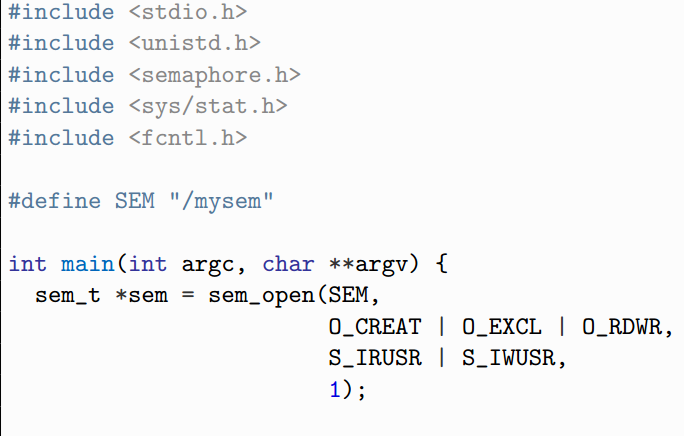 #include <stdio.h>
#include <unistd.h>
#include <semaphore.h>
#include <sys/stat.h>
#include <fcntl.h>

#define SEM "/mysem"

int main(int argc, char **argv) {
  sem_t *sem = sem_open(SEM,
                        O_CREAT | O_EXCL | O_RDWR,
                        S_IRUSR | S_IWUSR,
                        1);